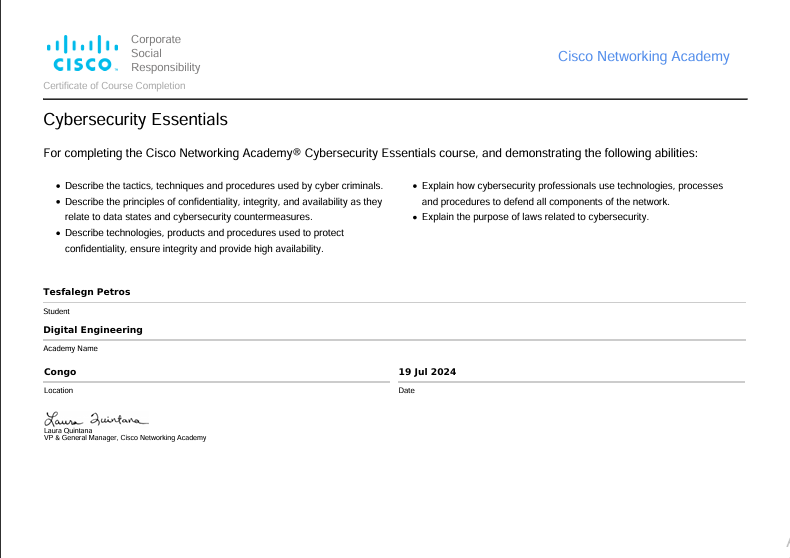 Corporate
Social
Responsibility
CISCO
Cisco Networking Academy
Certificate of Course Completion
Cybersecurity Essentials
For completing the Cisco Networking Academy® Cybersecurity Essentials course, and demonstrating the following abilities:
• Describe the tactics, techniques and procedures used by cyber criminals.
• Describe the principles of confidentiality, integrity, and availability as they
relate to data states and cybersecurity countermeasures.
• Describe technologies, products and procedures used to protect
confidentiality, ensure integrity and provide high availability.
• Explain how cybersecurity professionals use technologies, processes
and procedures to defend all components of the network.
• Explain the purpose of laws related to cybersecurity.
Tesfalegn Petros
Student
Digital Engineering
Academy Name
Congo
Location
19 Jul 2024
Date
Laura Quintana
Laura Quintana
VP & General Manager, Cisco Networking Academy